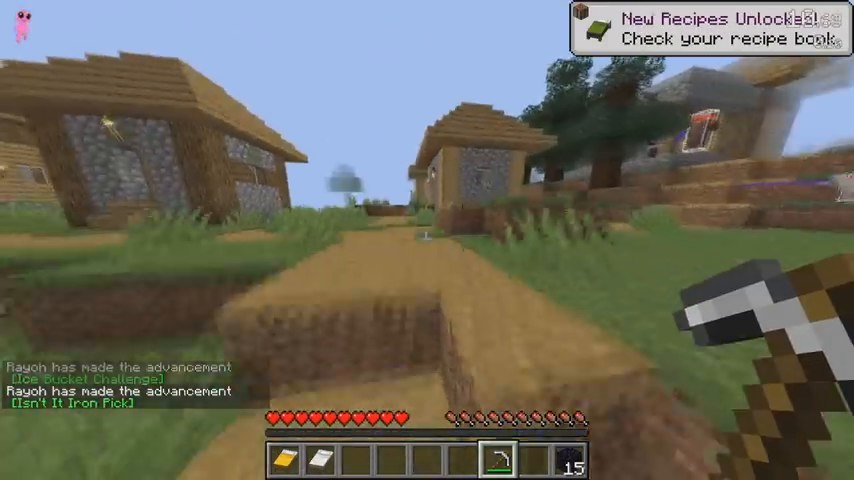 New Recipes Unlocked!
Check your recipe book
Rayoh has made the advancement
[Ice Bucket Challenge]
Rayoh has made the advancement
[Isn't It Iron Pick]
15